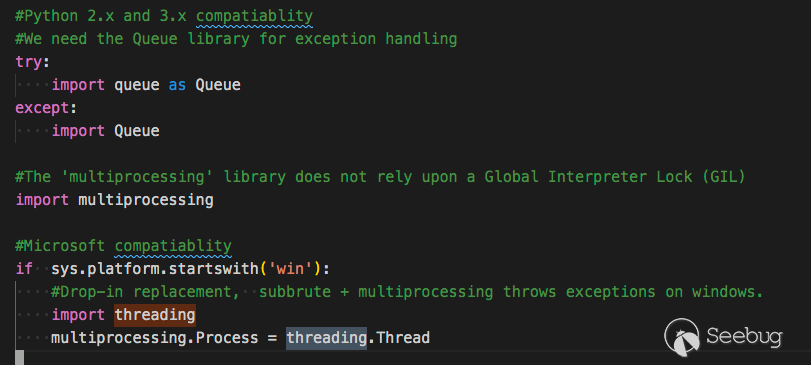 #Python 2.x and 3.x compatiablity
#We need the Queue library for exception handling
try:
    import queue as Queue
except:
    import Queue
#The 'multiprocessing' library does not rely upon a Global Interpreter Lock (GIL)
import multiprocessing
#Microsoft compatiablity
if  sys.platform.startswith('win'):
    #Drop-in replacement,  subbrute + multiprocessing throws exceptions on windows.
    import threading
    multiprocessing.Process = threading.Thread
Seebug